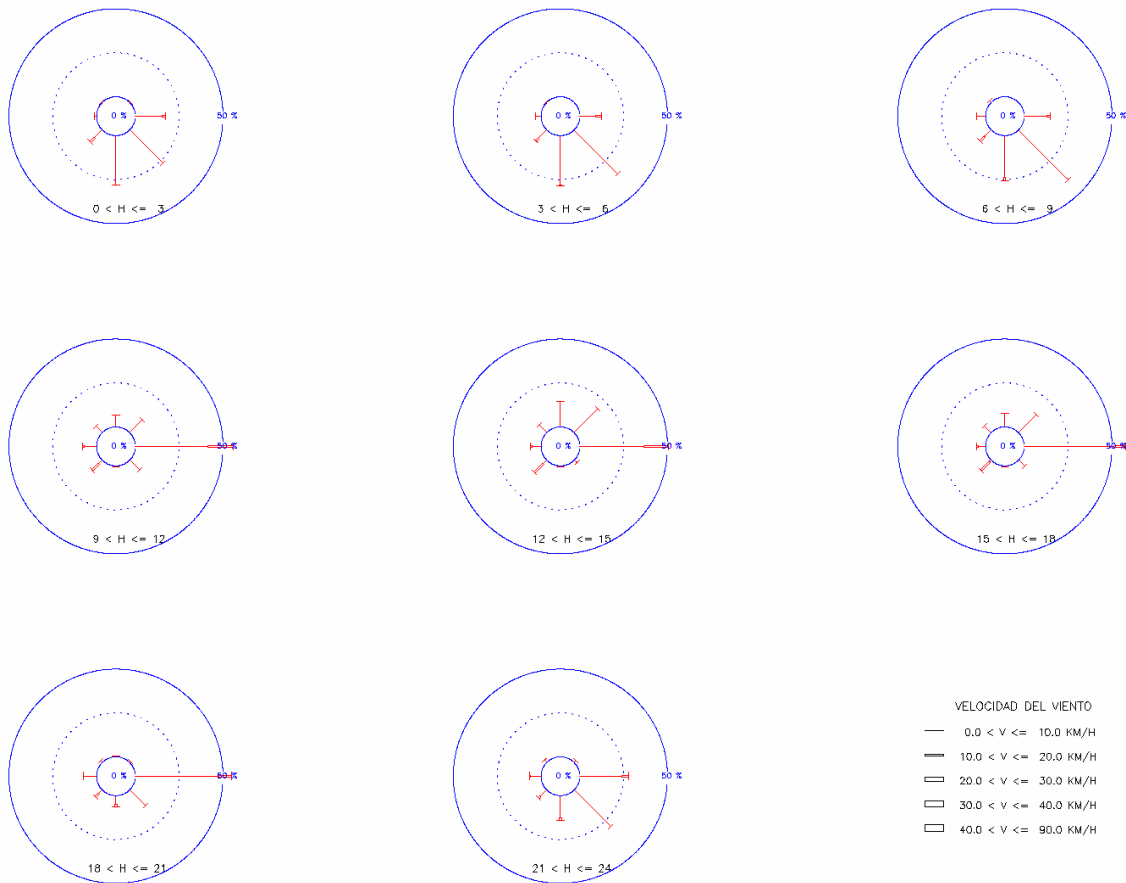 0 % 50 %
0 < H <= 3
0 % 50 %
3 < H <= 6
0 % 50 %
6 < H <= 9
0 % 50 %
9 < H <= 12
0 % 50 %
12 < H <= 15
0 % 50 %
15 < H <= 18
0 % 50 %
18 < H <= 21
0 % 50 %
21 < H <= 24
VELOCIDAD DEL VIENTO
0.0 < V <= 10.0 KM/H
10.0 < V <= 20.0 KM/H
20.0 < V <= 30.0 KM/H
30.0 < V <= 40.0 KM/H
40.0 < V <= 90.0 KM/H